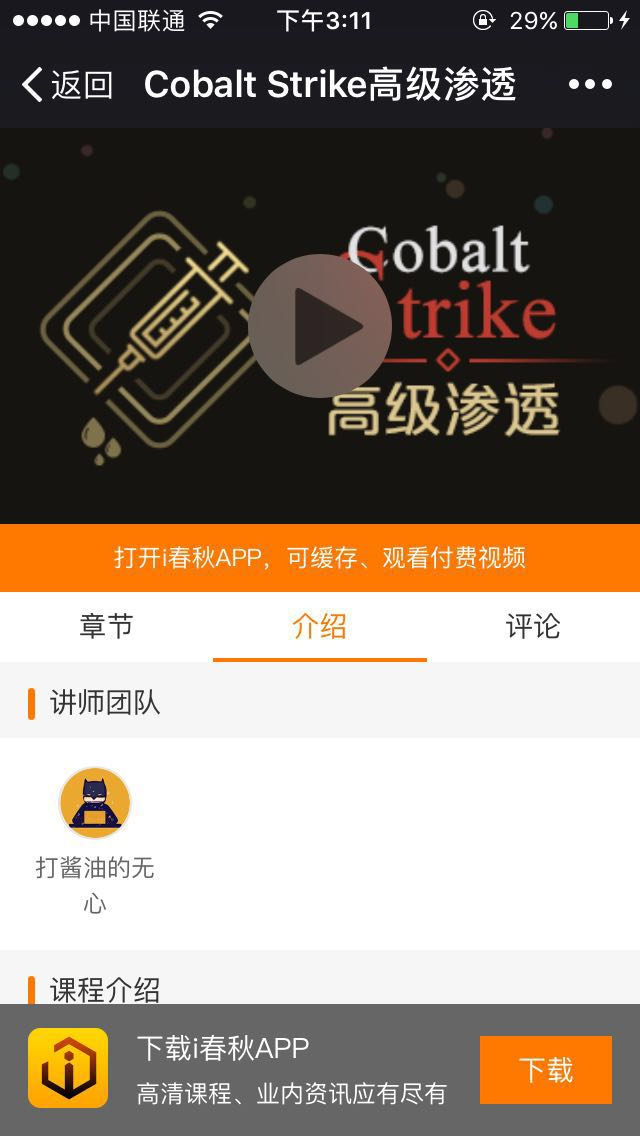 中国联通 下午3:11 29%
返回 Cobalt Strike高级渗透
Cobalt
Strike
高级渗透
打开i春秋APP，可缓存、观看付费视频
章节 介绍 评论
讲师团队
打酱油的无
心
课程介绍
下载i春秋APP
高清课程、业内资讯应有尽有
下载